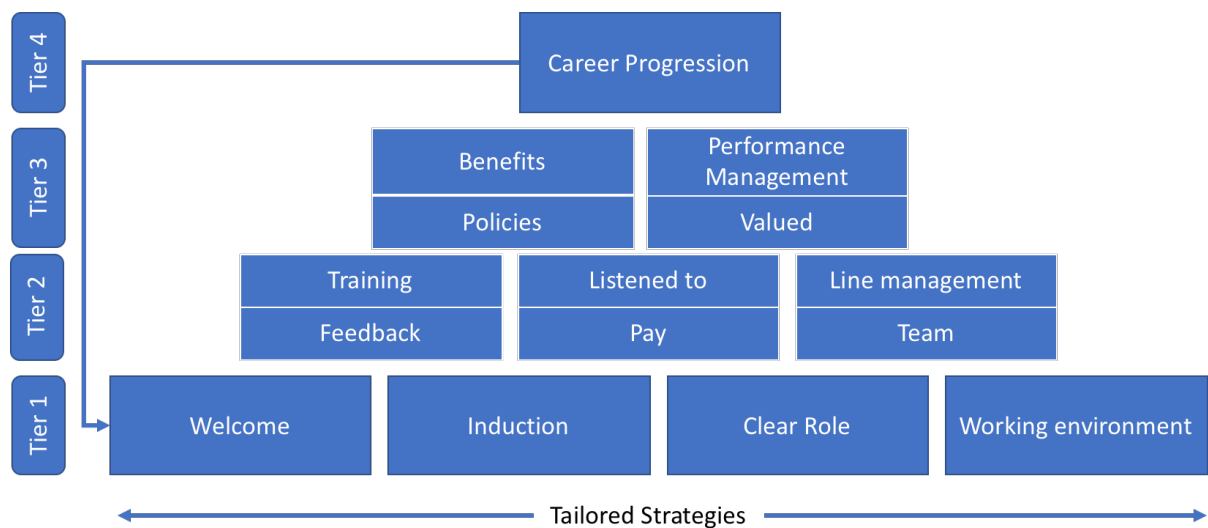 Tier 4
Career Progression
Tier 3
Benefits
Performance
Management
Policies
Valued
Tier 2
Training
Listened to
Line management
Feedback
Pay
Team
Tier 1
Welcome
Induction
Clear Role
Working environment
Tailored Strategies